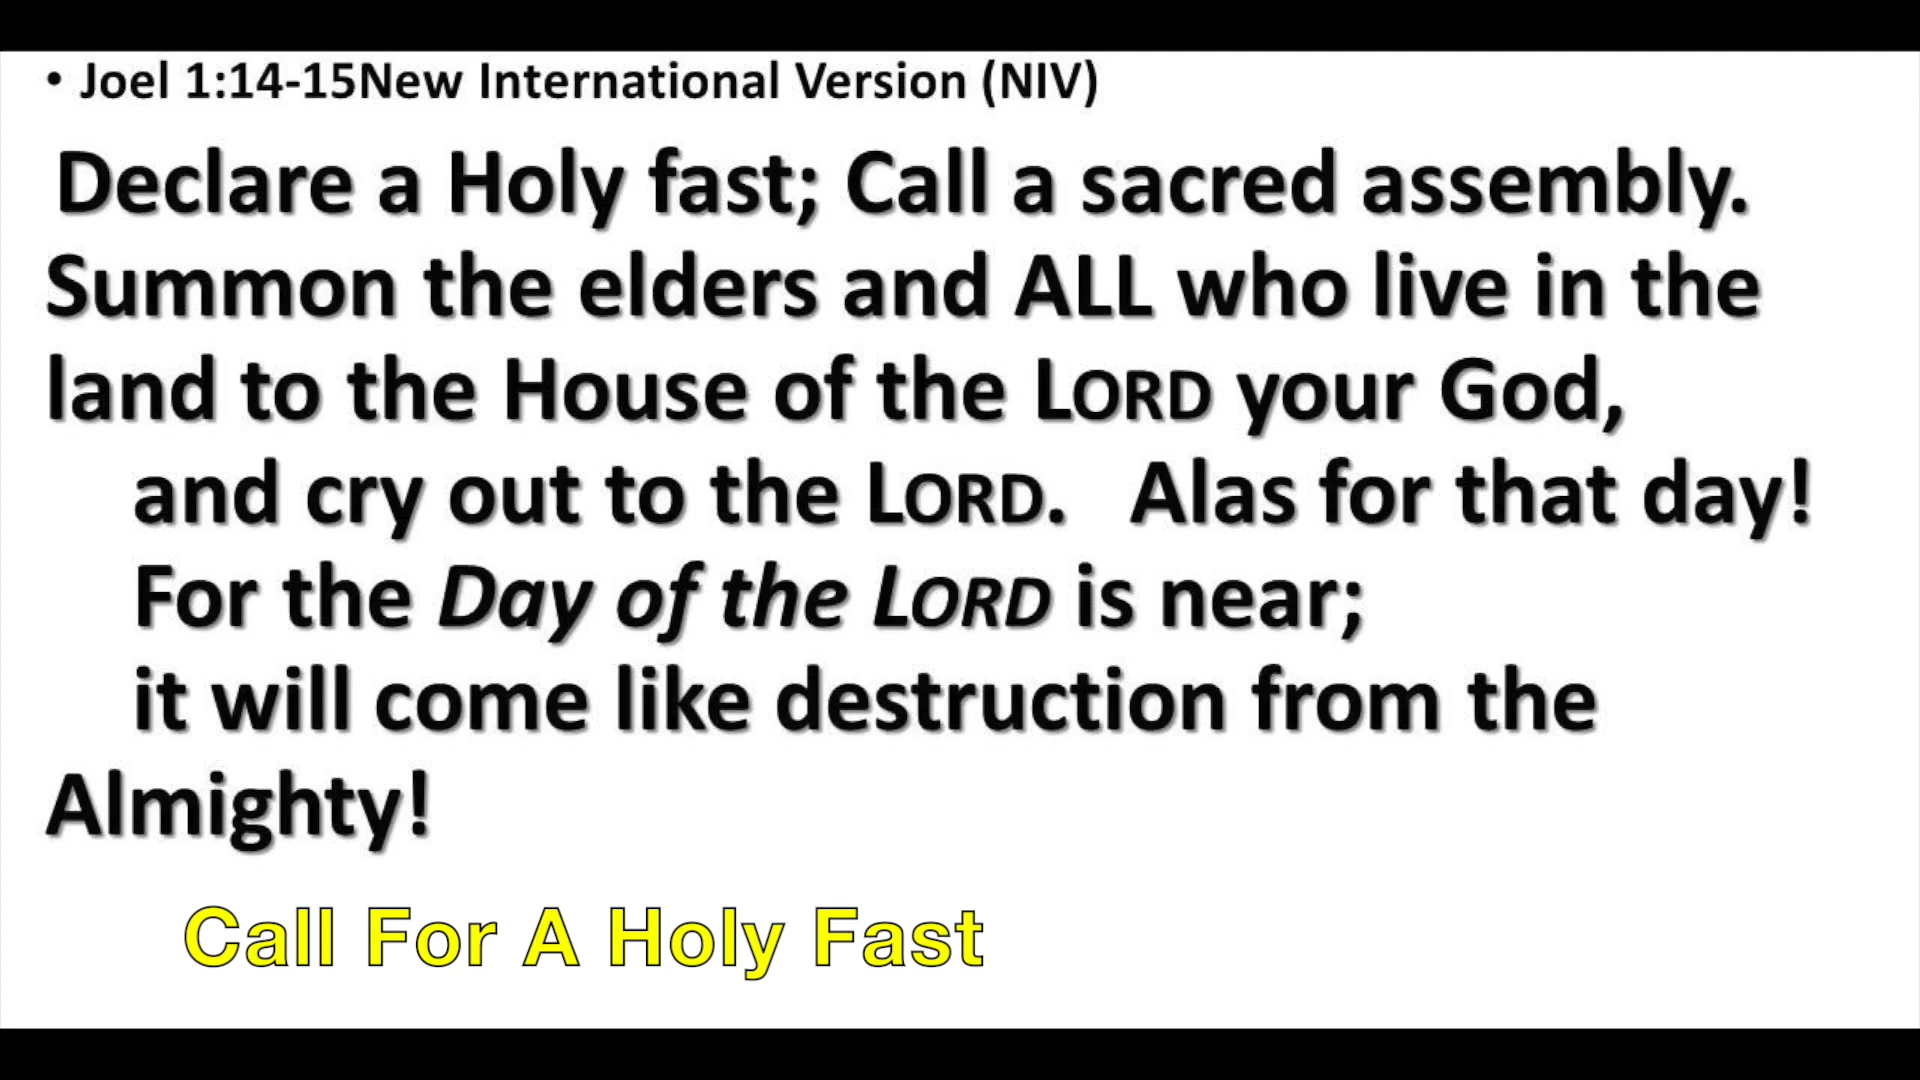 • Joel 1:14-15New International Version (NIV)
Declare a Holy fast; Call a sacred assembly.
Summon the elders and ALL who live in the
land to the House of the LORD your God,
and cry out to the LORD. Alas for that day!
For the Day of the LORD is near;
it will come like destruction from the
Almighty!
Call For A Holy Fast